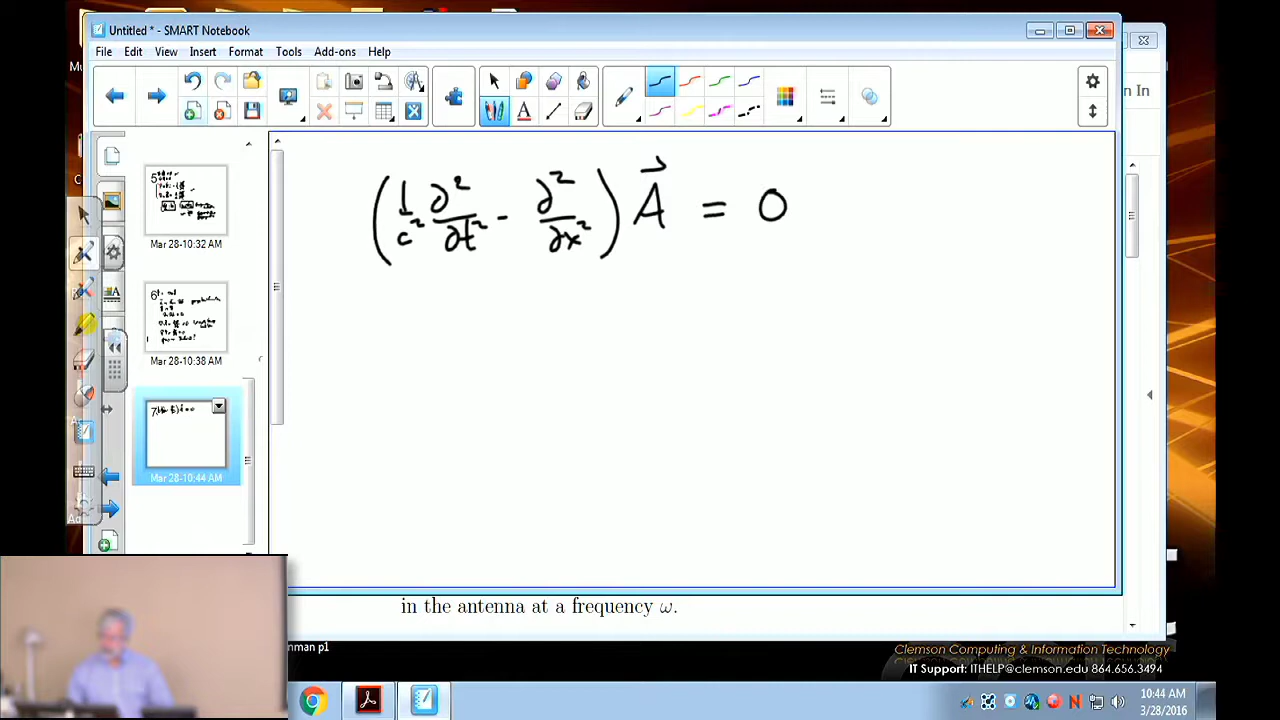 Untitled * - SMART Notebook
File Edit View Insert Format Tools Add-ons Help
n In
(1/c² ∂²/∂t² - ∂²/∂x²) A⃗ = 0
Mar 28-10:32 AM
Mar 28-10:38 AM
Mar 28-10:44 AM
in the antenna at a frequency ω.
nman p1
Clemson Computing & Information Technology
IT Support: ITHELP@clemson.edu 864.656.3494
10:44 AM
3/28/2016